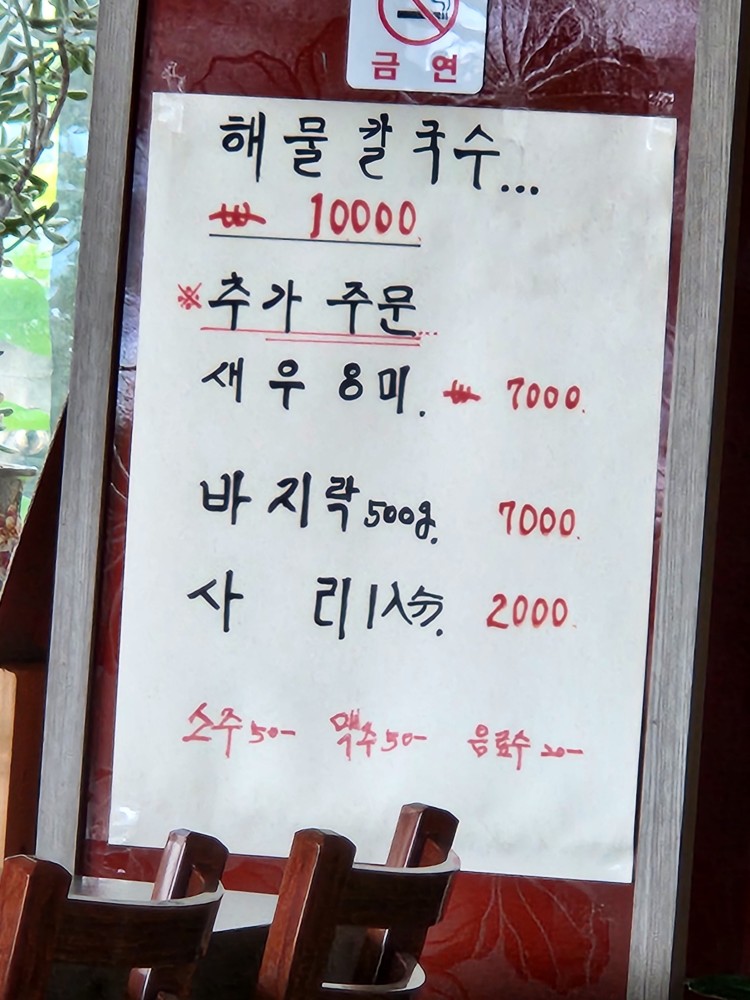 금연
해물칼국수...
₩ 10000.
※추가 주문...
새우 8미. ₩ 7000.
바지락 500g. 7000.
사 리 1人分. 2000.
소주 50- 맥주 50- 음료수 20-